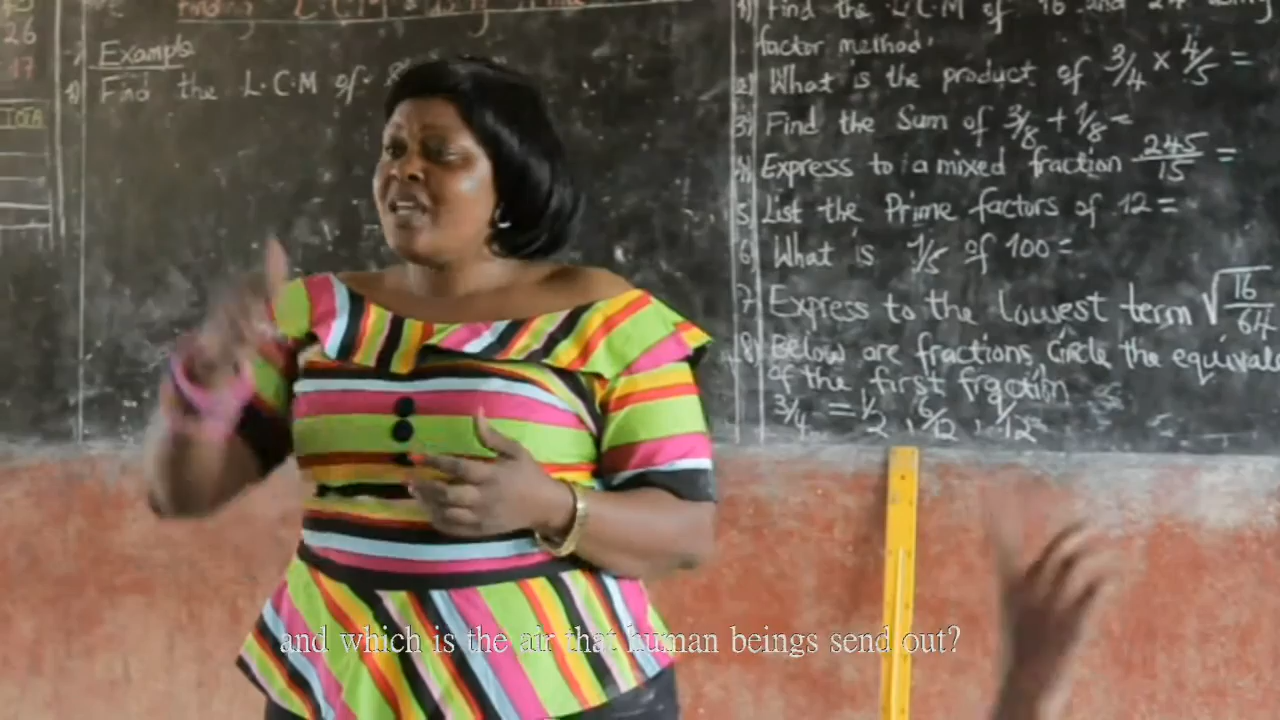 26
17
TOTA
Finding L.C.M using Prime
Example
Find the L.C.M of
1) Find the L.C.M of 16 and 24 using
factor method.
2) What is the product of 3/4 × 4/5 =
3) Find the Sum of 3/8 + 1/8 =
4) Express to a mixed fraction 245/15 =
5 List the Prime factors of 12 =
6) What is 1/5 of 100 =
7 Express to the lowest term √16/64
8) Below are fractions, Circle the equivale
of the first fraction
3/4 = 1/2 , 6/12 , /12
and which is the air that human beings send out?